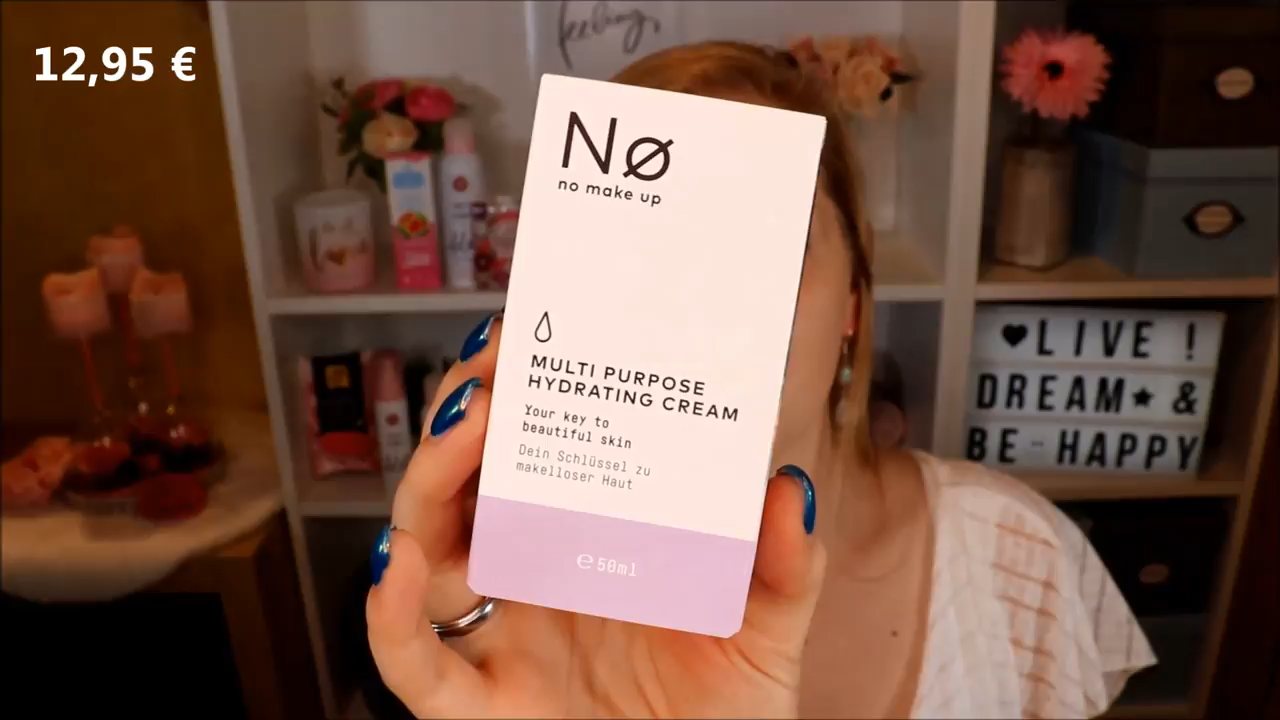 12,95 €
feelings
Nø
no make up
MULTI PURPOSE
HYDRATING CREAM
Your key to
beautiful skin
Dein Schlüssel zu
makelloser Haut
℮50ml
♥LIVE !
DREAM★ &
BE-HAPPY